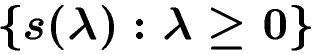 {s(λ) : λ ≥ 0}